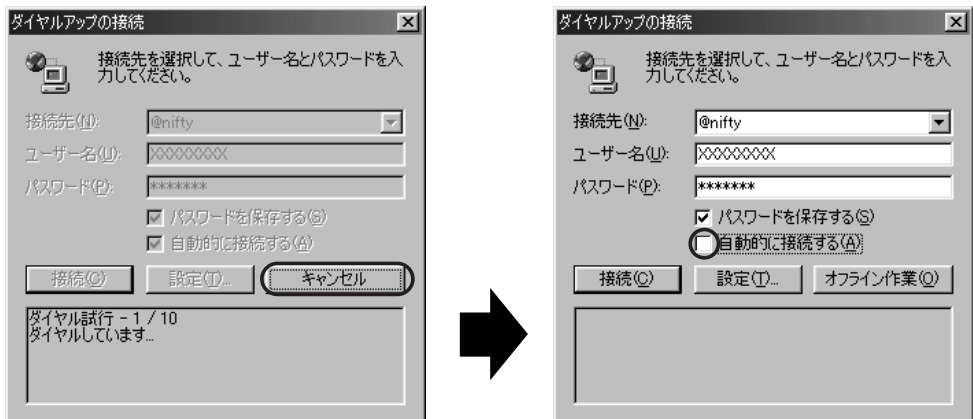 ダイヤルアップの接続
接続先を選択して、ユーザー名とパスワードを入
力してください。
接続先(N): @nifty
ユーザー名(U): XXXXXXXX
パスワード(P): *******
パスワードを保存する(S)
自動的に接続する(A)
接続(C) 設定(T)... キャンセル
ダイヤル試行 - 1 / 10
ダイヤルしています...
ダイヤルアップの接続
接続先を選択して、ユーザー名とパスワードを入
力してください。
接続先(N): @nifty
ユーザー名(U): XXXXXXXX
パスワード(P): *******
パスワードを保存する(S)
自動的に接続する(A)
接続(C) 設定(T)... オフライン作業(O)